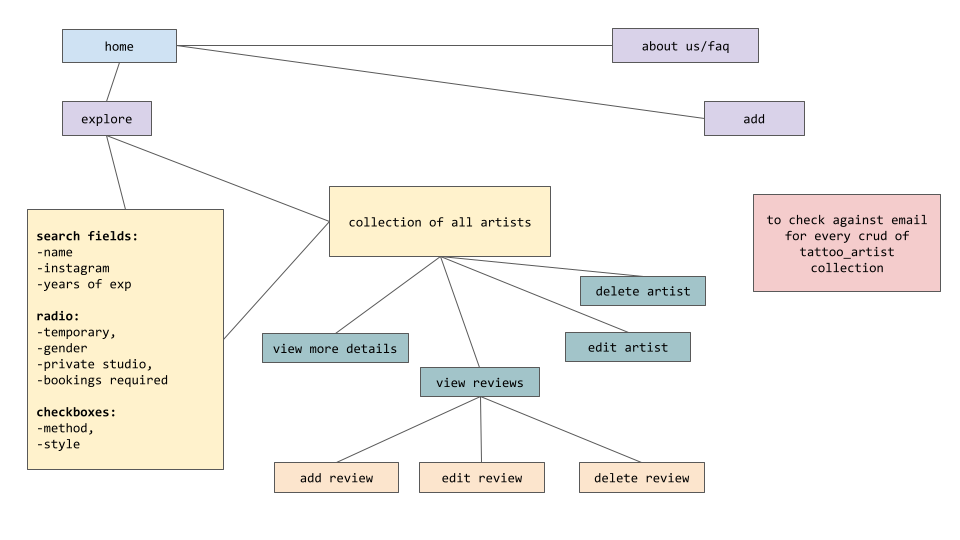 home
about us/faq
explore
add
collection of all artists
to check against email
for every crud of
tattoo_artist
collection
search fields:
-name
-instagram
-years of exp
radio:
-temporary,
-gender
-private studio,
-bookings required
checkboxes:
-method,
-style
delete artist
view more details
edit artist
view reviews
add review
edit review
delete review